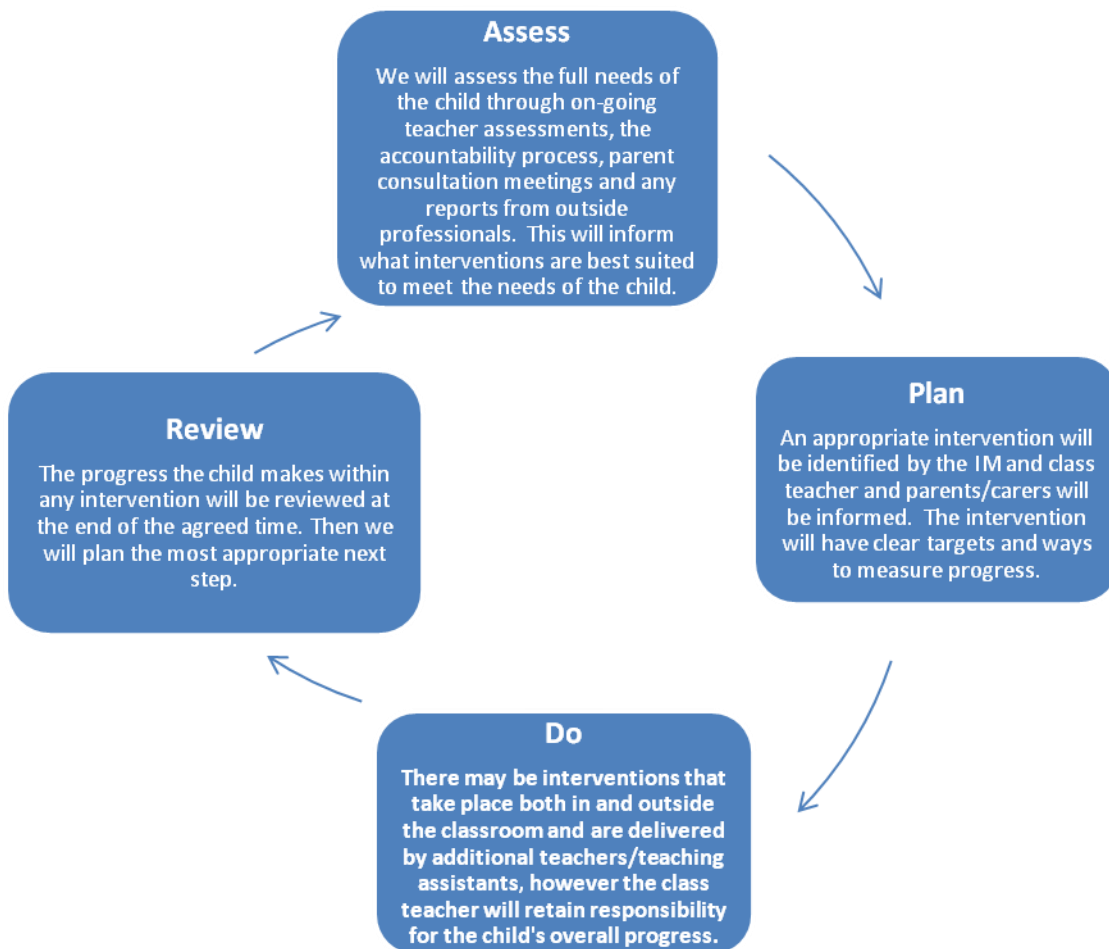 Assess
We will assess the full needs of
the child through on-going
teacher assessments, the
accountability process, parent
consultation meetings and any
reports from outside
professionals.  This will inform
what interventions are best suited
to meet the needs of the child.
Plan
An appropriate intervention will
be identified by the IM and class
teacher and parents/carers will
be informed.  The intervention
will have clear targets and ways
to measure progress.
Do
There may be interventions that
take place both in and outside
the classroom and are delivered
by additional teachers/teaching
assistants, however the class
teacher will retain responsibility
for the child's overall progress.
Review
The progress the child makes within
any intervention will be reviewed at
the end of the agreed time. Then we
will plan the most appropriate next
step.